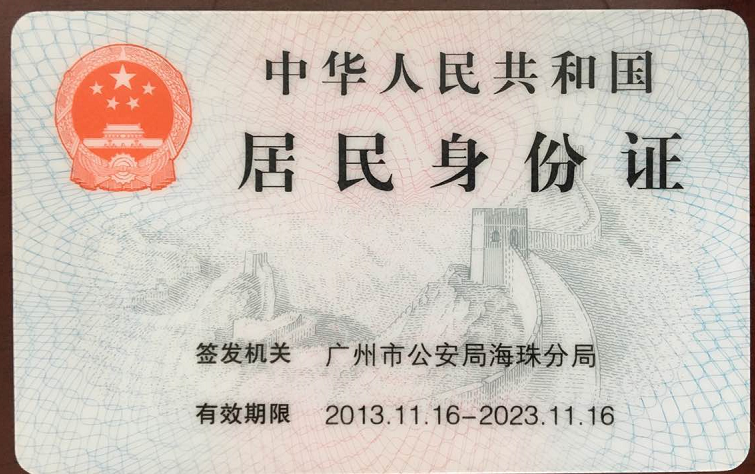 中华人民共和国
居民身份证
签发机关 广州市公安局海珠分局
有效期限 2013.11.16-2023.11.16